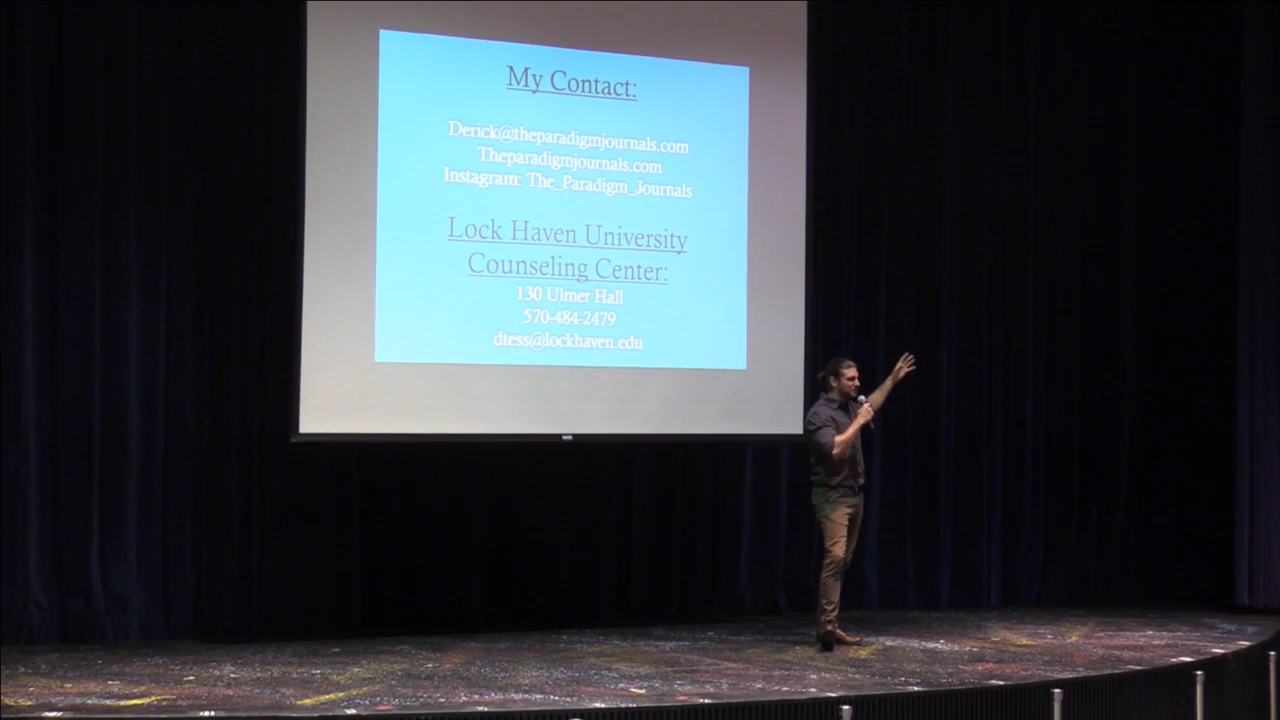 My Contact:
Derick@theparadigmjournals.com
Theparadigmjournals.com
Instagram: The_Paradigm_Journals
Lock Haven University
Counseling Center:
130 Ulmer Hall
570-484-2479
dtess@lockhaven.edu